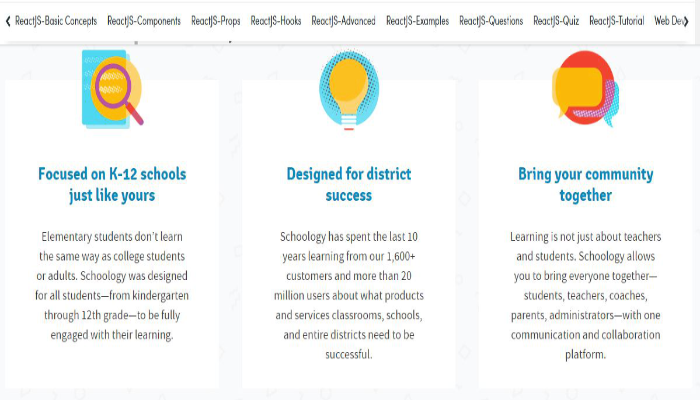 ReactJS-Basic Concepts ReactJS-Components ReactJS-Props ReactJS-Hooks ReactJS-Advanced ReactJS-Examples ReactJS-Questions ReactJS-Quiz ReactJS-Tutorial Web Dev
Focused on K-12 schools
just like yours
Elementary students don't learn
the same way as college students
or adults. Schoology was designed
for all students—from kindergarten
through 12th grade—to be fully
engaged with their learning.
Designed for district
success
Schoology has spent the last 10
years learning from our 1,600+
customers and more than 20
million users about what products
and services classrooms, schools,
and entire districts need to be
successful.
Bring your community
together
Learning is not just about teachers
and students. Schoology allows
you to bring everyone together—
students, teachers, coaches,
parents, administrators—with one
communication and collaboration
platform.